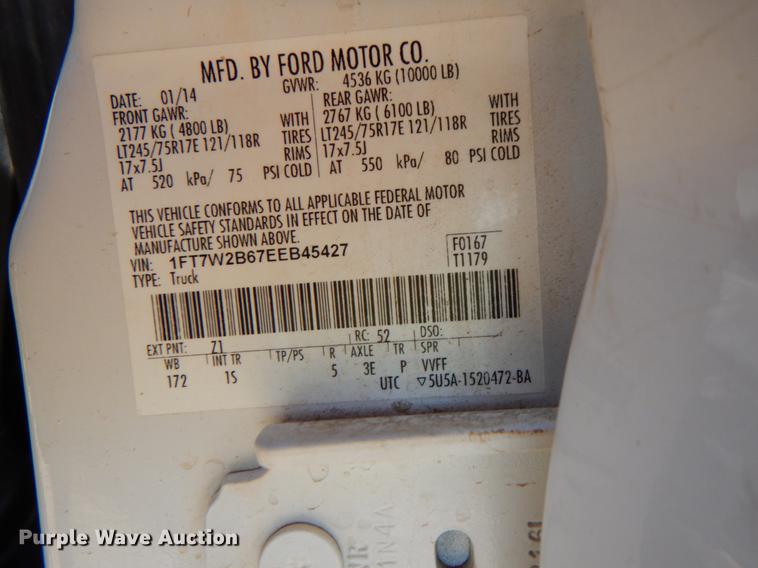 MFD. BY FORD MOTOR CO.
DATE: 01/14 GVWR: 4536 KG (10000 LB)
FRONT GAWR: REAR GAWR:
2177 KG ( 4800 LB) WITH 2767 KG ( 6100 LB) WITH
LT245/75R17E 121/118R TIRES LT245/75R17E 121/118R TIRES
17x7.5J RIMS 17x7.5J RIMS
AT 520 kPa/ 75 PSI COLD AT 550 kPa/ 80 PSI COLD
THIS VEHICLE CONFORMS TO ALL APPLICABLE FEDERAL MOTOR
VEHICLE SAFETY STANDARDS IN EFFECT ON THE DATE OF
MANUFACTURE SHOWN ABOVE.
VIN: 1FT7W2B67EEB45427 F0167
TYPE: Truck T1179
EXT PNT: Z1 RC: 52 DSO:
WB INT TR TP/PS R AXLE TR SPR
172 1S 5 3E P VVFF
UTC ▽5U5A-1520472-BA
1N4A
Purple Wave Auction